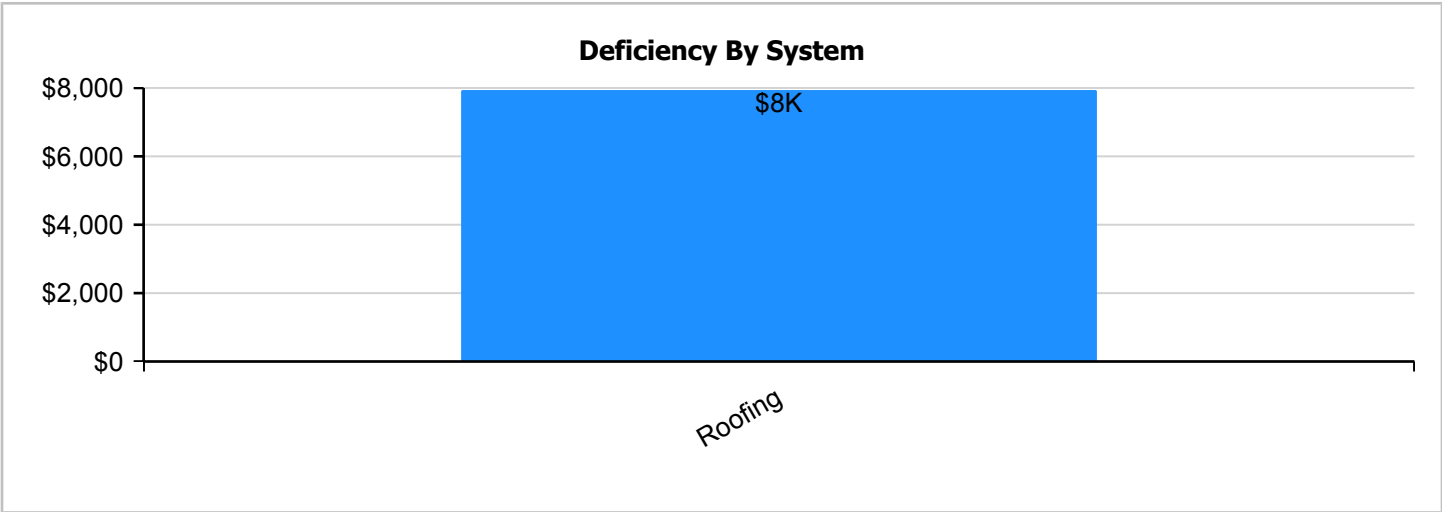 Deficiency By System
$8,000
$8K
$6,000
$4,000
$2,000
$0
Roofing